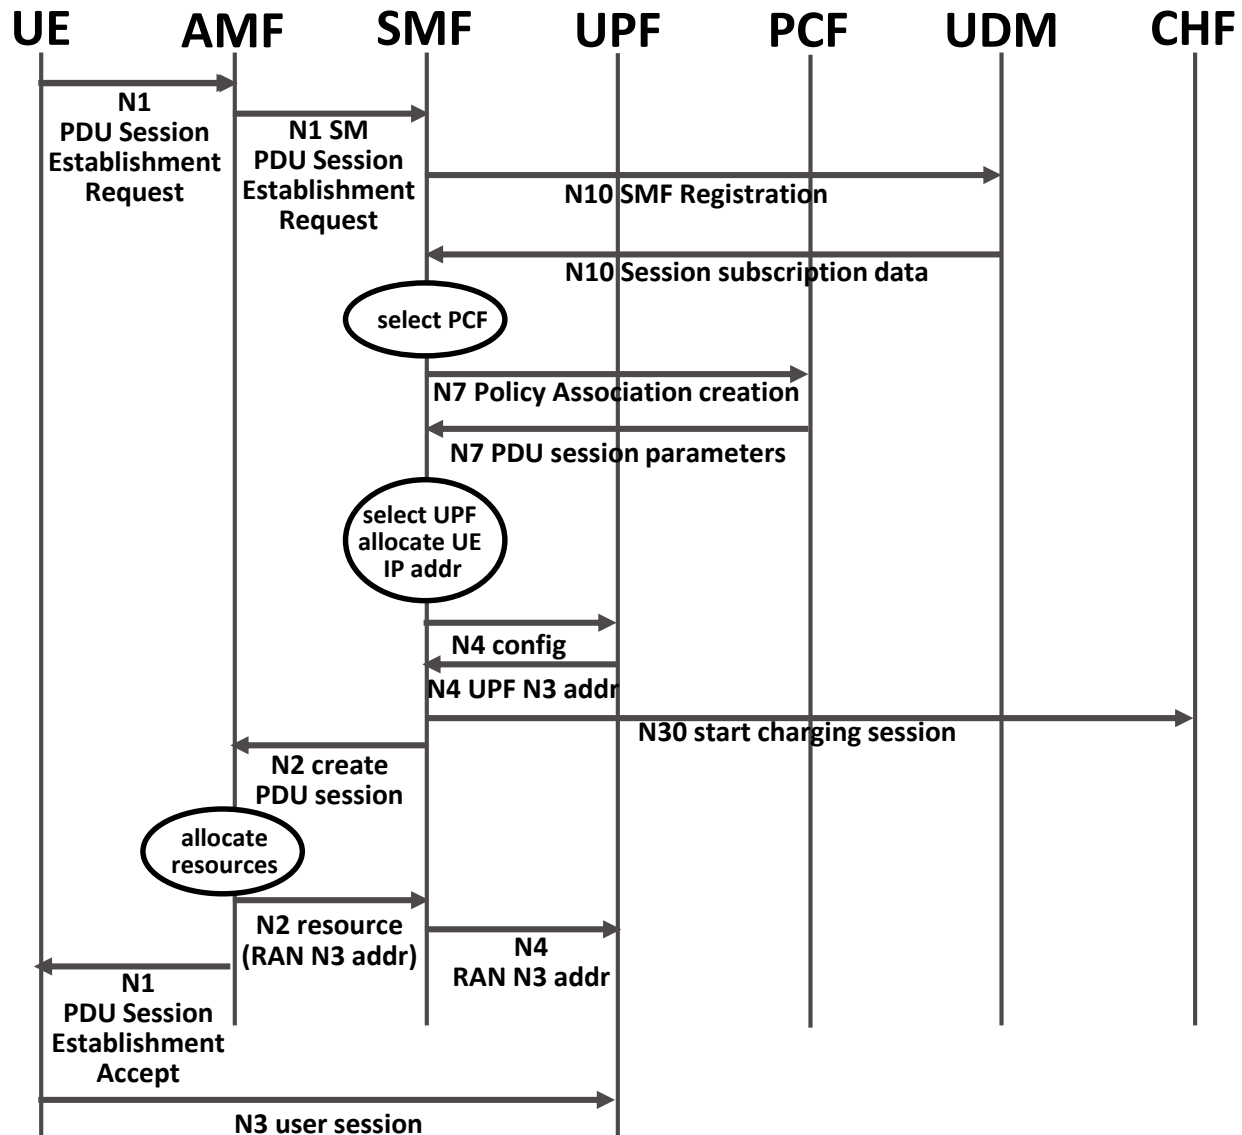 UE AMF SMF UPF PCF UDM CHF
N1
PDU Session
Establishment
Request
N1 SM
PDU Session
Establishment
Request
N10 SMF Registration
N10 Session subscription data
select PCF
N7 Policy Association creation
N7 PDU session parameters
select UPF
allocate UE
IP addr
N4 config
N4 UPF N3 addr
N30 start charging session
N2 create
PDU session
allocate
resources
N2 resource
(RAN N3 addr)
N4
RAN N3 addr
N1
PDU Session
Establishment
Accept
N3 user session